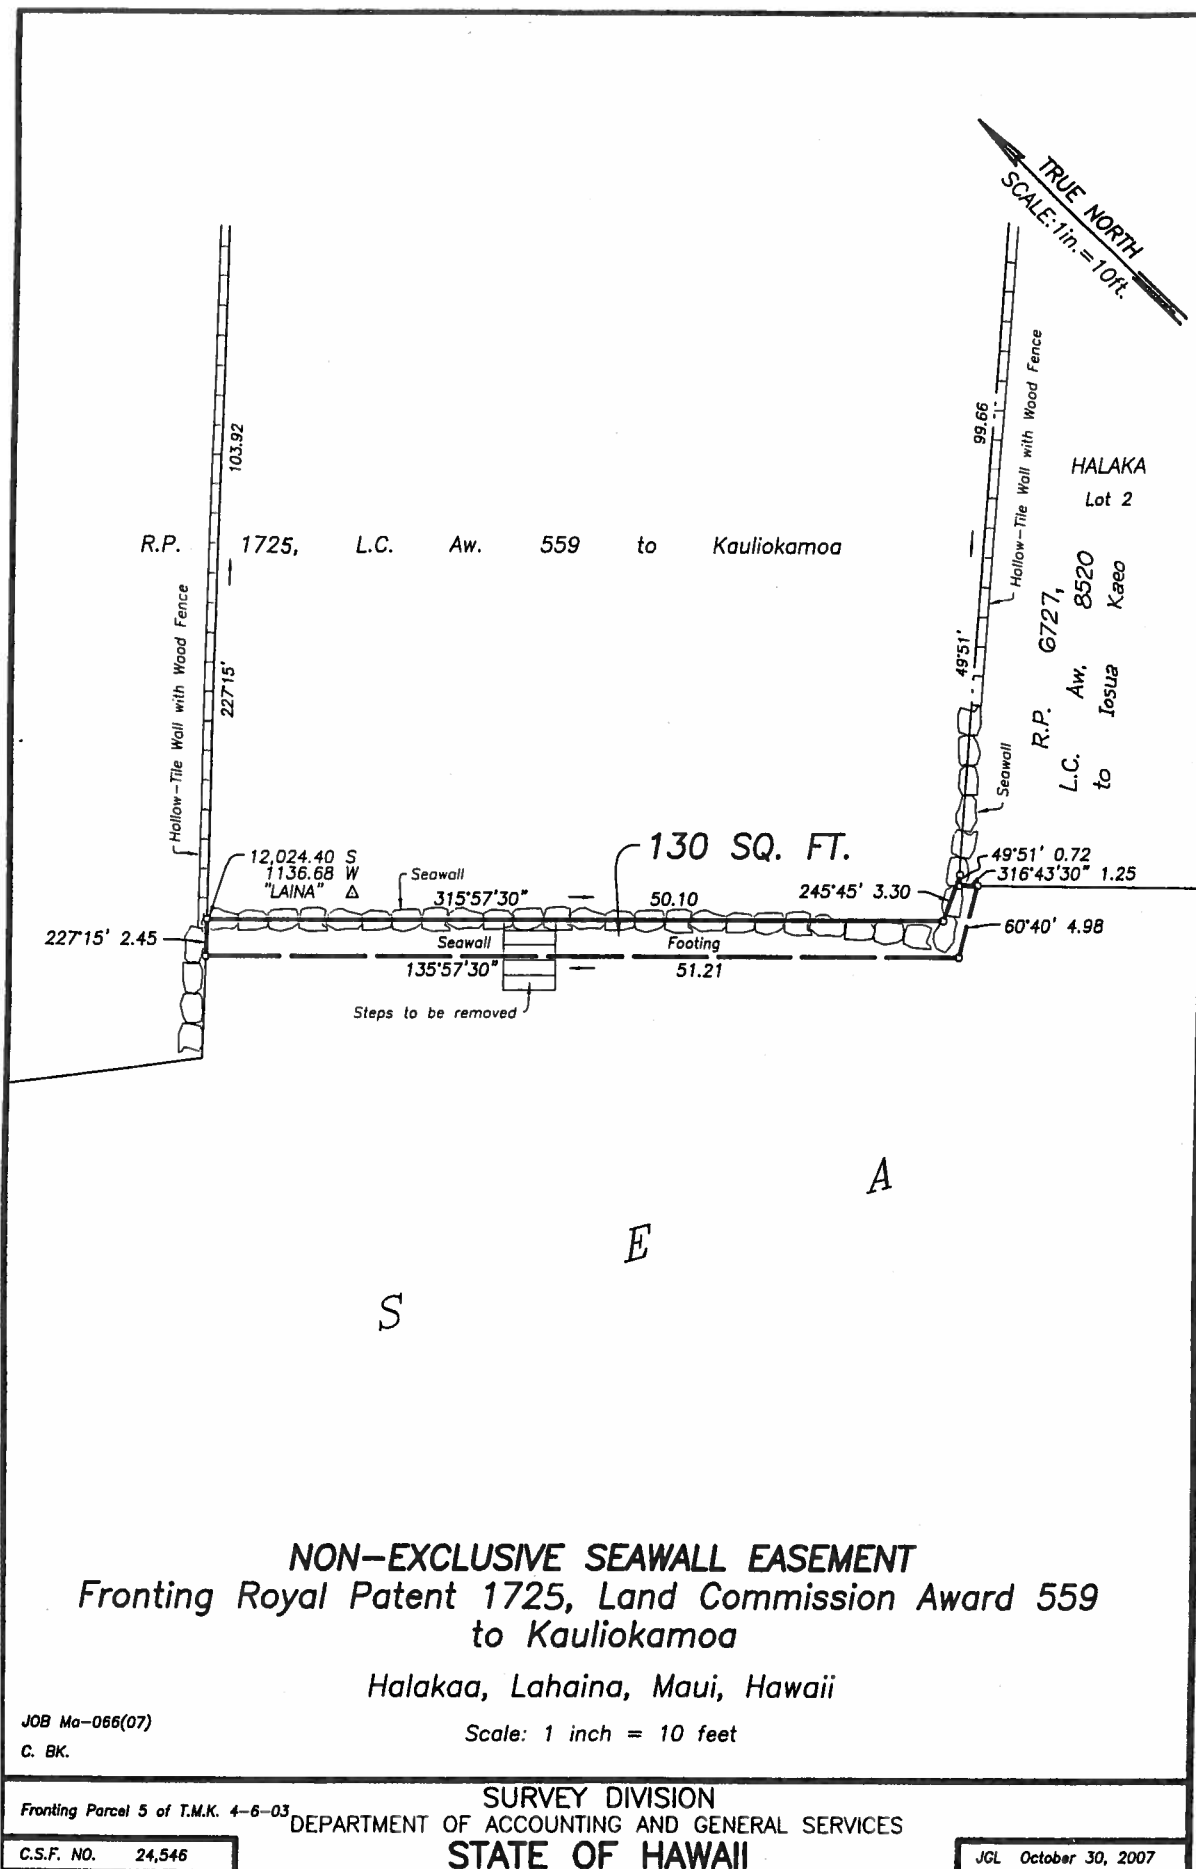 TRUE NORTH
SCALE: 1in. = 10ft.
103.92
99.66
Hollow-Tile Wall with Wood Fence
HALAKA
Lot 2
R.P. 1725, L.C. Aw. 559 to Kauliokamoa
Hollow-Tile Wall with Wood Fence
227°15'
49°51'
R.P. 6727,
L.C. Aw. 8520
to Iosua Kaeo
Seawall
130 SQ. FT.
12,024.40 S
1136.68 W
"LAINA" △
Seawall
315°57'30" 50.10
245°45' 3.30
49°51' 0.72
316°43'30" 1.25
60°40' 4.98
227°15' 2.45
Seawall Footing
135°57'30" 51.21
Steps to be removed
S E A
NON-EXCLUSIVE SEAWALL EASEMENT
Fronting Royal Patent 1725, Land Commission Award 559
to Kauliokamoa
Halakaa, Lahaina, Maui, Hawaii
Scale: 1 inch = 10 feet
JOB Ma-066(07)
C. BK.
Fronting Parcel 5 of T.M.K. 4-6-03
SURVEY DIVISION
DEPARTMENT OF ACCOUNTING AND GENERAL SERVICES
STATE OF HAWAII
C.S.F. NO. 24,546
JGL October 30, 2007